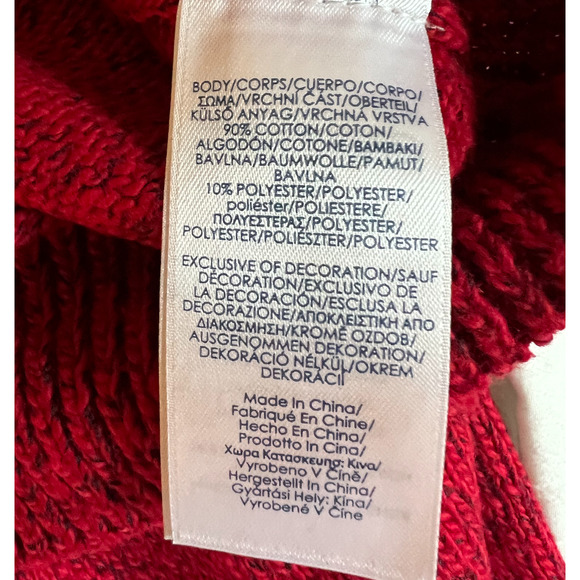 BODY/CORPS/CUERPO/CORPO/
ΣΩΜΑ/VRCHNÍ ČÁST/OBERTEIL/
KÜLSŐ ANYAG/VRCHNA VRSTVA
90% COTTON/COTON/
ALGODÓN/COTONE/ΒΑΜΒΑΚΙ/
BAVLNA/BAUMWOLLE/PAMUT/
BAVLNA
10% POLYESTER/POLYESTER/
poliéster/POLIESTERE/
ΠΟΛΥΕΣΤΕΡΑΣ/POLYESTER/
POLYESTER/POLIÉSZTER/POLYESTER
EXCLUSIVE OF DECORATION/SAUF
DÉCORATION/EXCLUSIVO DE
LA DECORACIÓN/ESCLUSA LA
DECORAZIONE/ΑΠΟΚΛΕΙΣΤΙΚΗ ΑΠΟ
ΔΙΑΚΟΣΜΗΣΗ/KROMĚ OZDOB/
AUSGENOMMEN DEKORATION/
DEKORÁCIÓ NÉLKÜL/OKREM
DEKORÁCII
Made In China/
Fabriqué En Chine/
Hecho En China/
Prodotto In Cina/
Χωρα Κατασκευης: Κινα/
Vyrobeno V Číně/
Hergestellt In China/
Gyártási Hely: Kína/
Vyrobené V Číne